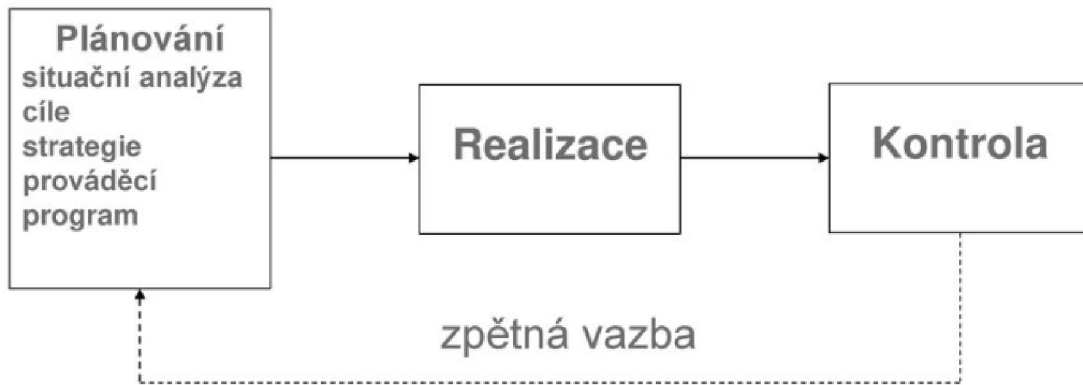 Plánování
situační analýza
cíle
strategie
prováděcí
program
Realizace
Kontrola
zpětná vazba